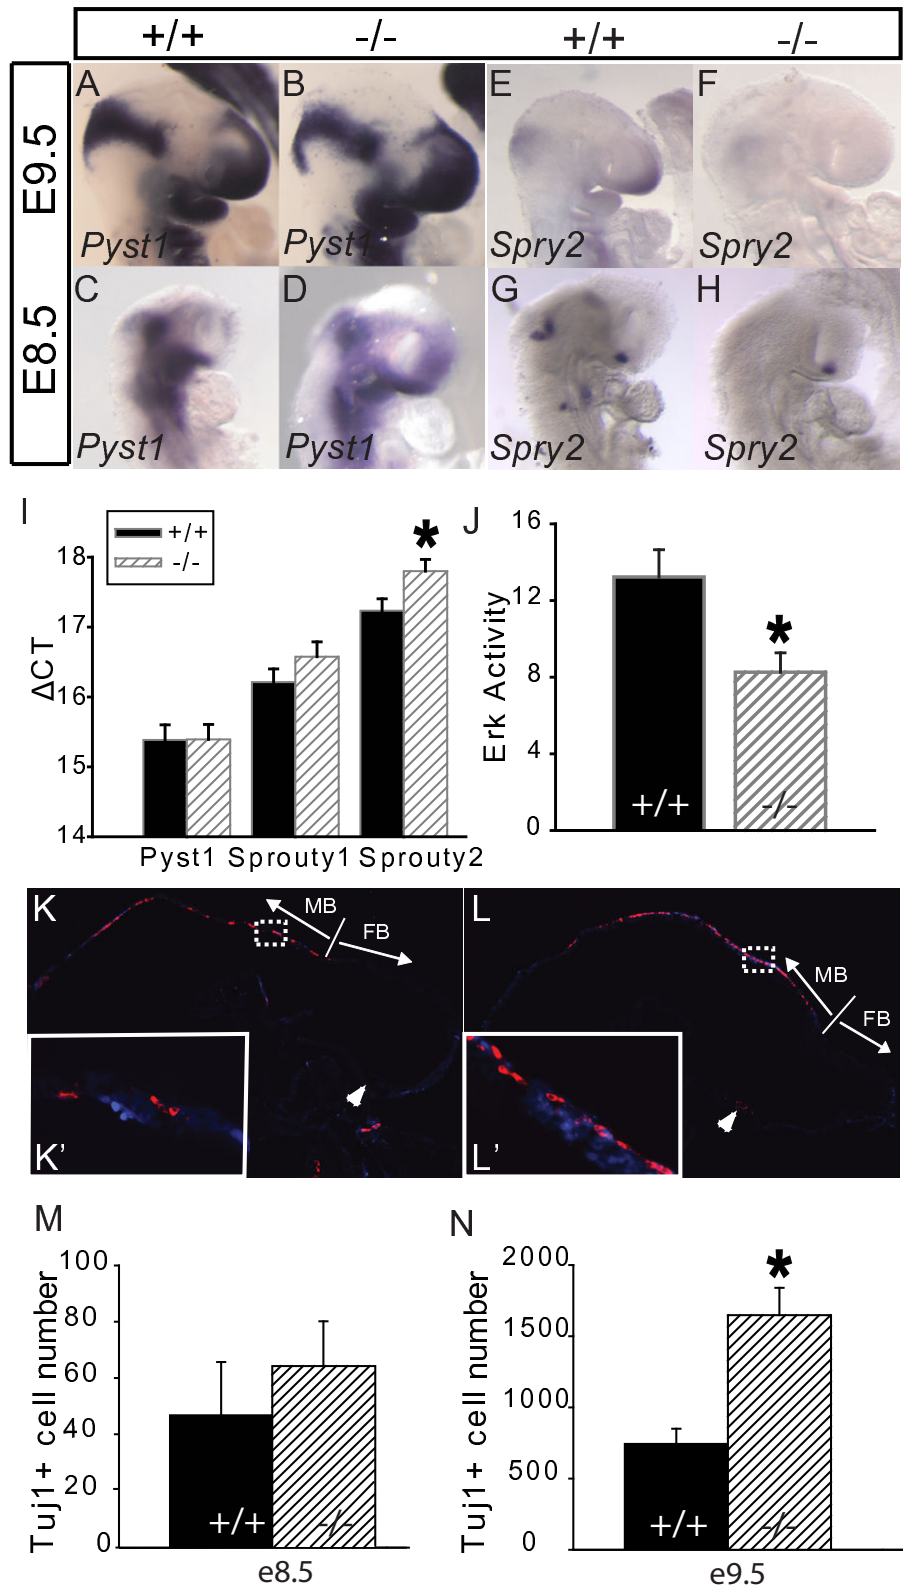 +/+ -/- +/+ -/-
E9.5
E8.5
A B E F
Pyst1 Pyst1 Spry2 Spry2
C D G H
Pyst1 Pyst1 Spry2 Spry2
I
+/+
-/-
*
18
17
16
15
14
ΔCT
Pyst1 Sprouty1 Sprouty2
J
16
12
8
4
0
Erk Activity
*
+/+ -/-
K
MB
FB
K’
L
MB
FB
L’
M
100
80
60
40
20
0
Tuj1+ cell number
+/+ -/-
e8.5
N
2000
1500
1000
500
0
Tuj1+ cell number
*
+/+ -/-
e9.5